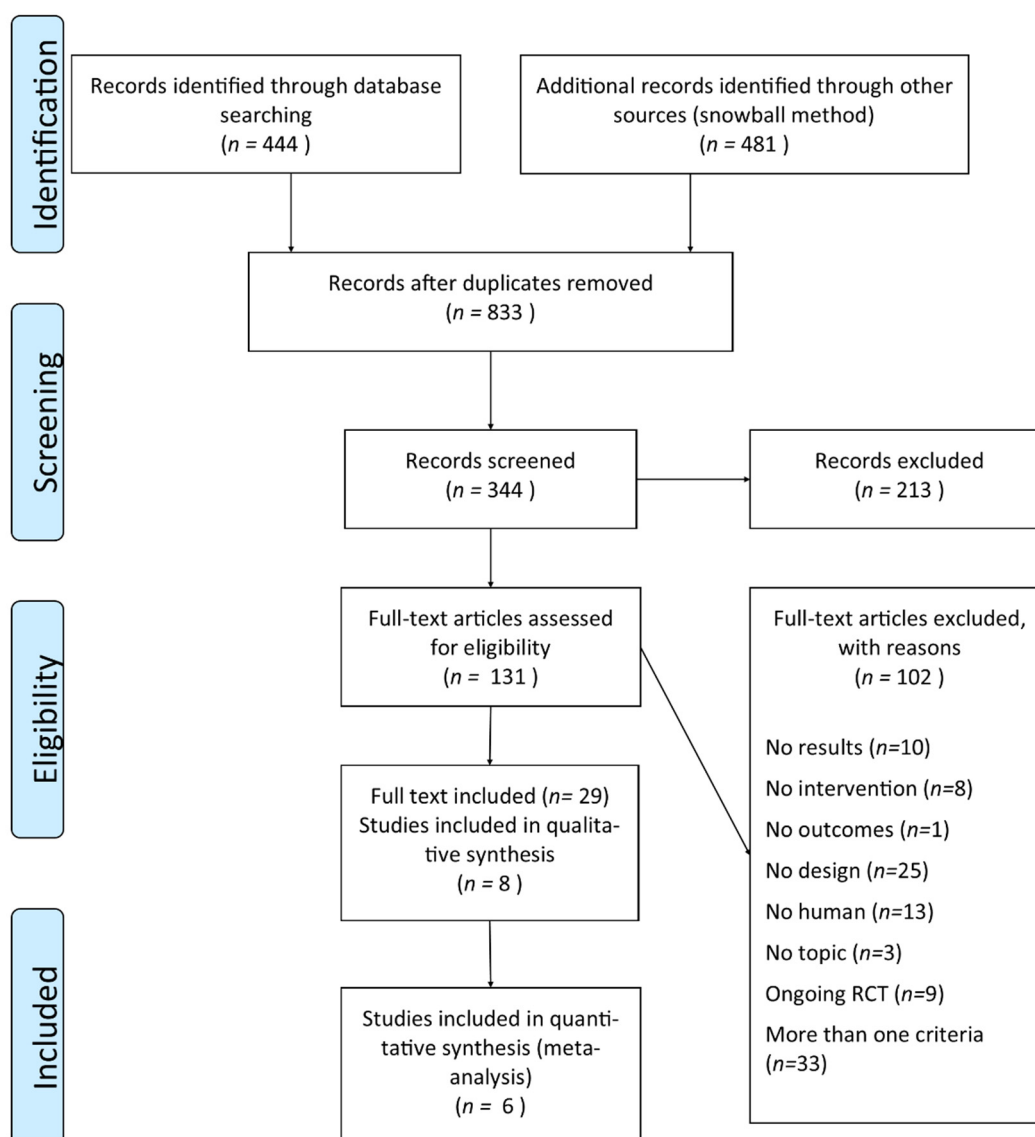 Identification
Records identified through database
searching
(n = 444 )
Additional records identified through other
sources (snowball method)
(n = 481 )
Records after duplicates removed
(n = 833 )
Screening
Records screened
(n = 344 )
Records excluded
(n = 213 )
Eligibility
Full-text articles assessed
for eligibility
(n = 131 )
Full-text articles excluded,
with reasons
(n = 102 )
No results (n=10)
No intervention (n=8)
No outcomes (n=1)
No design (n=25)
No human (n=13)
No topic (n=3)
Ongoing RCT (n=9)
More than one criteria
(n=33)
Full text included (n= 29)
Studies included in qualita-
tive synthesis
(n = 8 )
Included
Studies included in quanti-
tative synthesis (meta-
analysis)
(n = 6 )